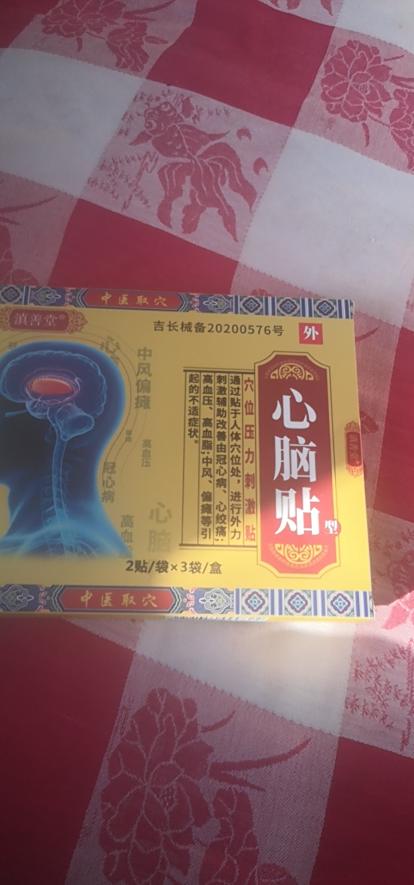 中医取穴
滇善堂®
吉长械备20200576号
外
心
中风偏瘫
高血压
冠心病
高血
心脑
穴位压力刺激贴
通过贴于人体穴位处，进行外力
刺激辅助改善由冠心病、心绞痛;
高血压、高血脂;中风、偏瘫等引
起的不适症状。
心脑贴
型
2贴/袋×3袋/盒
中医取穴